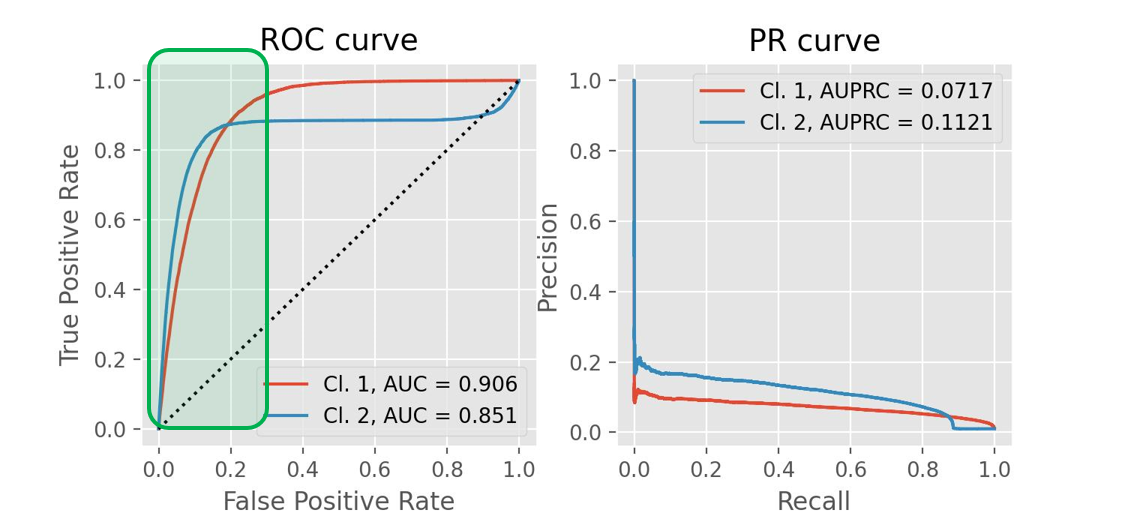 ROC curve
True Positive Rate
1.0
0.8
0.6
0.4
0.2
0.0
Cl. 1, AUC = 0.906
Cl. 2, AUC = 0.851
0.0 0.2 0.4 0.6 0.8 1.0
False Positive Rate
PR curve
Precision
1.0
0.8
0.6
0.4
0.2
0.0
Cl. 1, AUPRC = 0.0717
Cl. 2, AUPRC = 0.1121
0.0 0.2 0.4 0.6 0.8 1.0
Recall